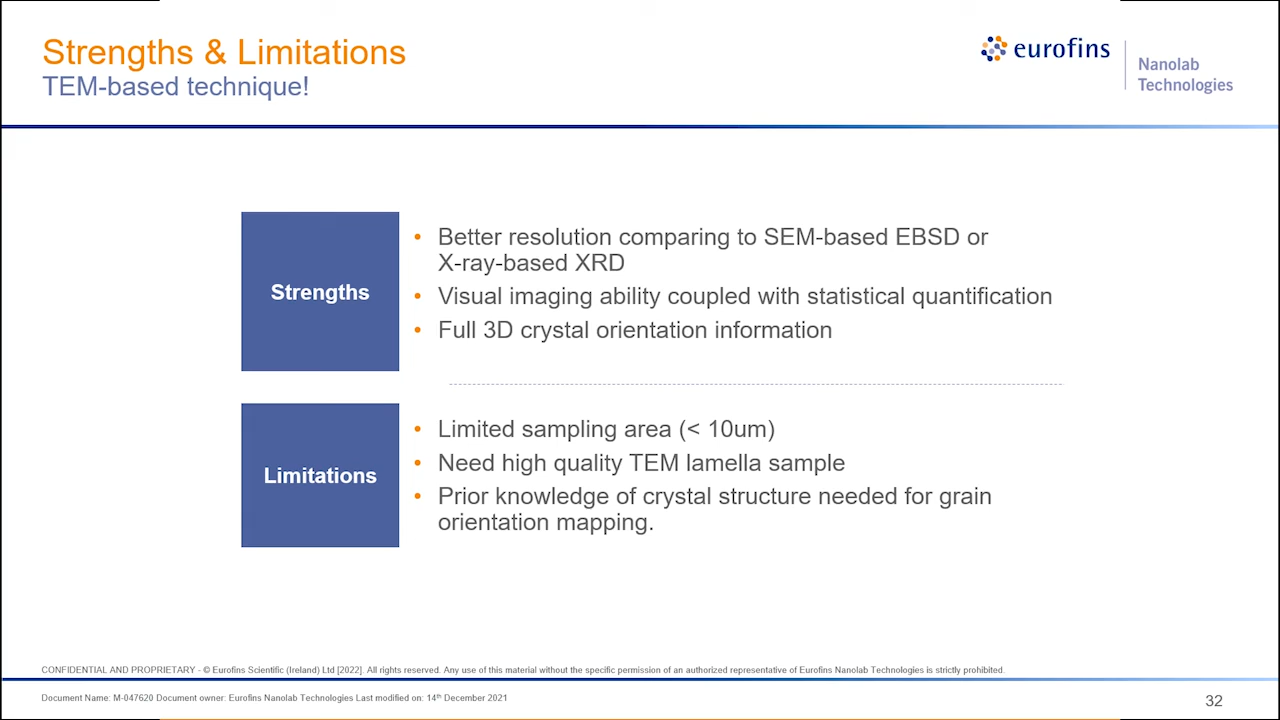 Strengths & Limitations
TEM-based technique!
eurofins
Nanolab
Technologies
Strengths
• Better resolution comparing to SEM-based EBSD or
X-ray-based XRD
• Visual imaging ability coupled with statistical quantification
• Full 3D crystal orientation information
Limitations
• Limited sampling area (< 10um)
• Need high quality TEM lamella sample
• Prior knowledge of crystal structure needed for grain
orientation mapping.
CONFIDENTIAL AND PROPRIETARY - © Eurofins Scientific (Ireland) Ltd [2022]. All rights reserved. Any use of this material without the specific permission of an authorized representative of Eurofins Nanolab Technologies is strictly prohibited.
Document Name: M-047620 Document owner: Eurofins Nanolab Technologies Last modified on: 14th December 2021
32